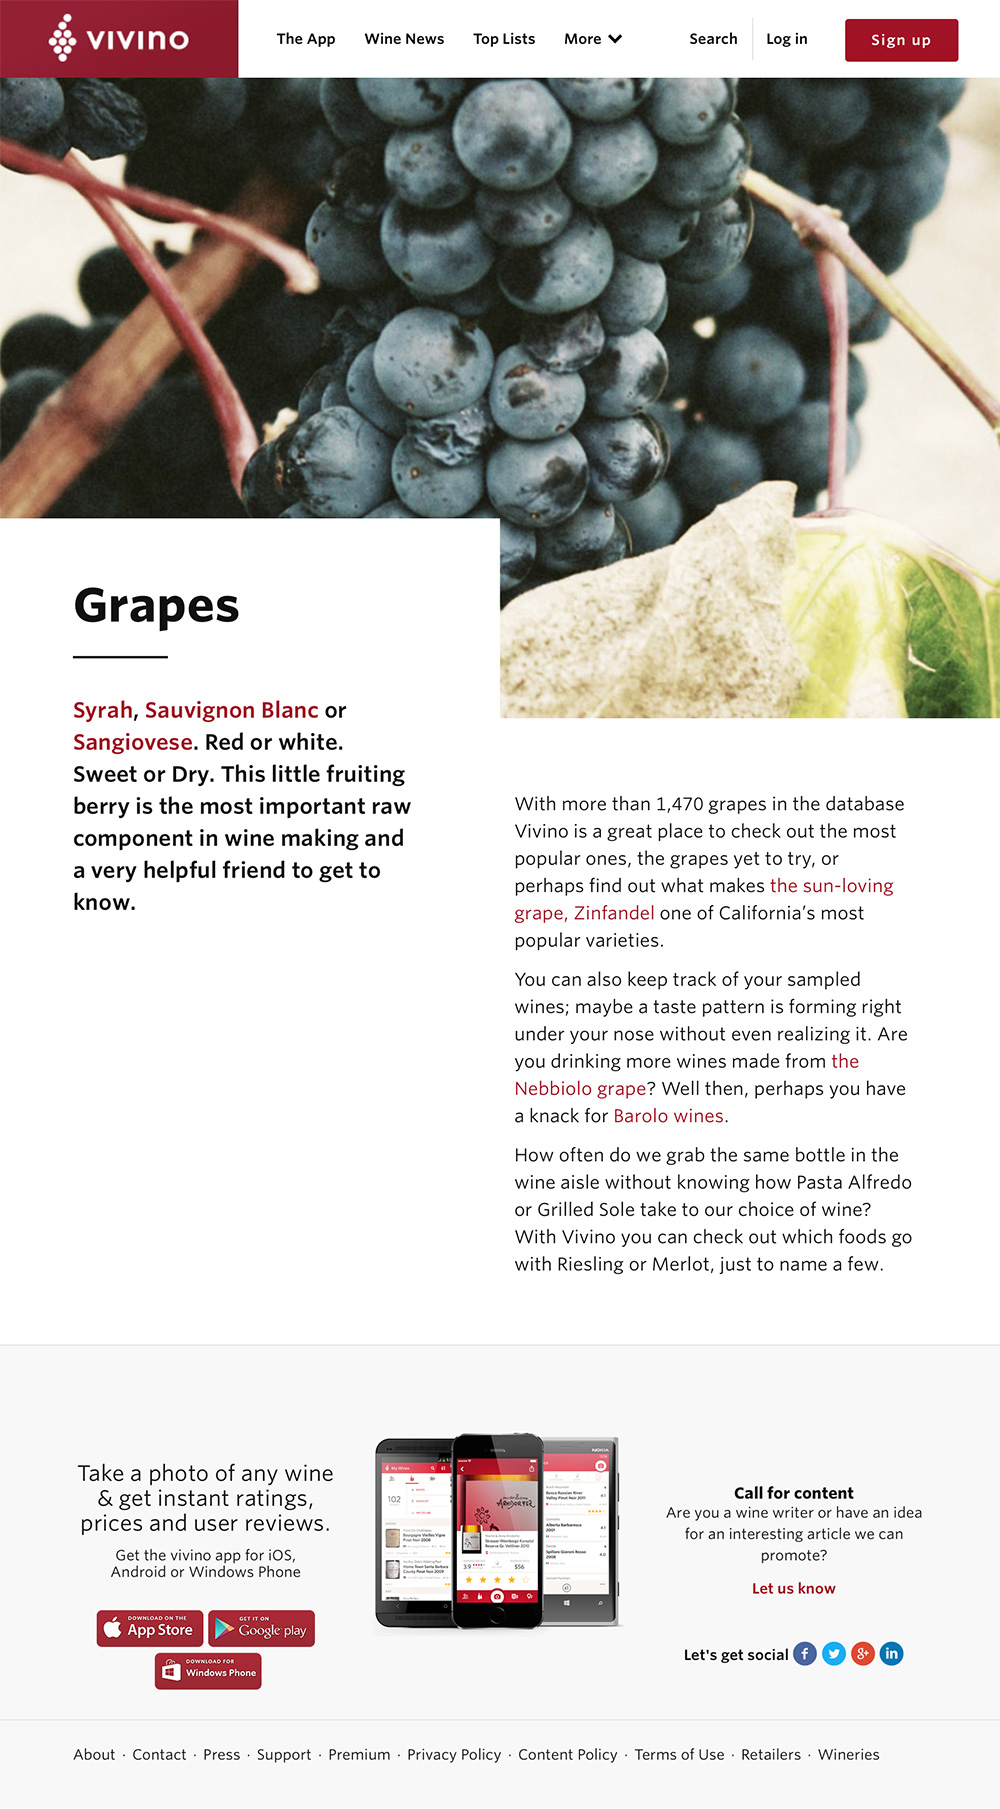 vivino
The App
Wine News
Top Lists
More
Search
Log in
Sign up
Grapes
Syrah, Sauvignon Blanc or
Sangiovese. Red or white.
Sweet or Dry. This little fruiting
berry is the most important raw
component in wine making and
a very helpful friend to get to
know.
With more than 1,470 grapes in the database
Vivino is a great place to check out the most
popular ones, the grapes yet to try, or
perhaps find out what makes the sun-loving
grape, Zinfandel one of California's most
popular varieties.
You can also keep track of your sampled
wines; maybe a taste pattern is forming right
under your nose without even realizing it. Are
you drinking more wines made from the
Nebbiolo grape? Well then, perhaps you have
a knack for Barolo wines.
How often do we grab the same bottle in the
wine aisle without knowing how Pasta Alfredo
or Grilled Sole take to our choice of wine?
With Vivino you can check out which foods go
with Riesling or Merlot, just to name a few.
Take a photo of any wine
& get instant ratings,
prices and user reviews.
Get the vivino app for iOS,
Android or Windows Phone
DOWNLOAD ON THE
App Store
GET IT ON
Google play
DOWNLOAD FOR
Windows Phone
My Wines
102
NOKIA
3.9
$56
Call for content
Are you a wine writer or have an idea
for an interesting article we can
promote?
Let us know
Let's get social
About · Contact · Press · Support · Premium · Privacy Policy · Content Policy · Terms of Use · Retailers · Wineries